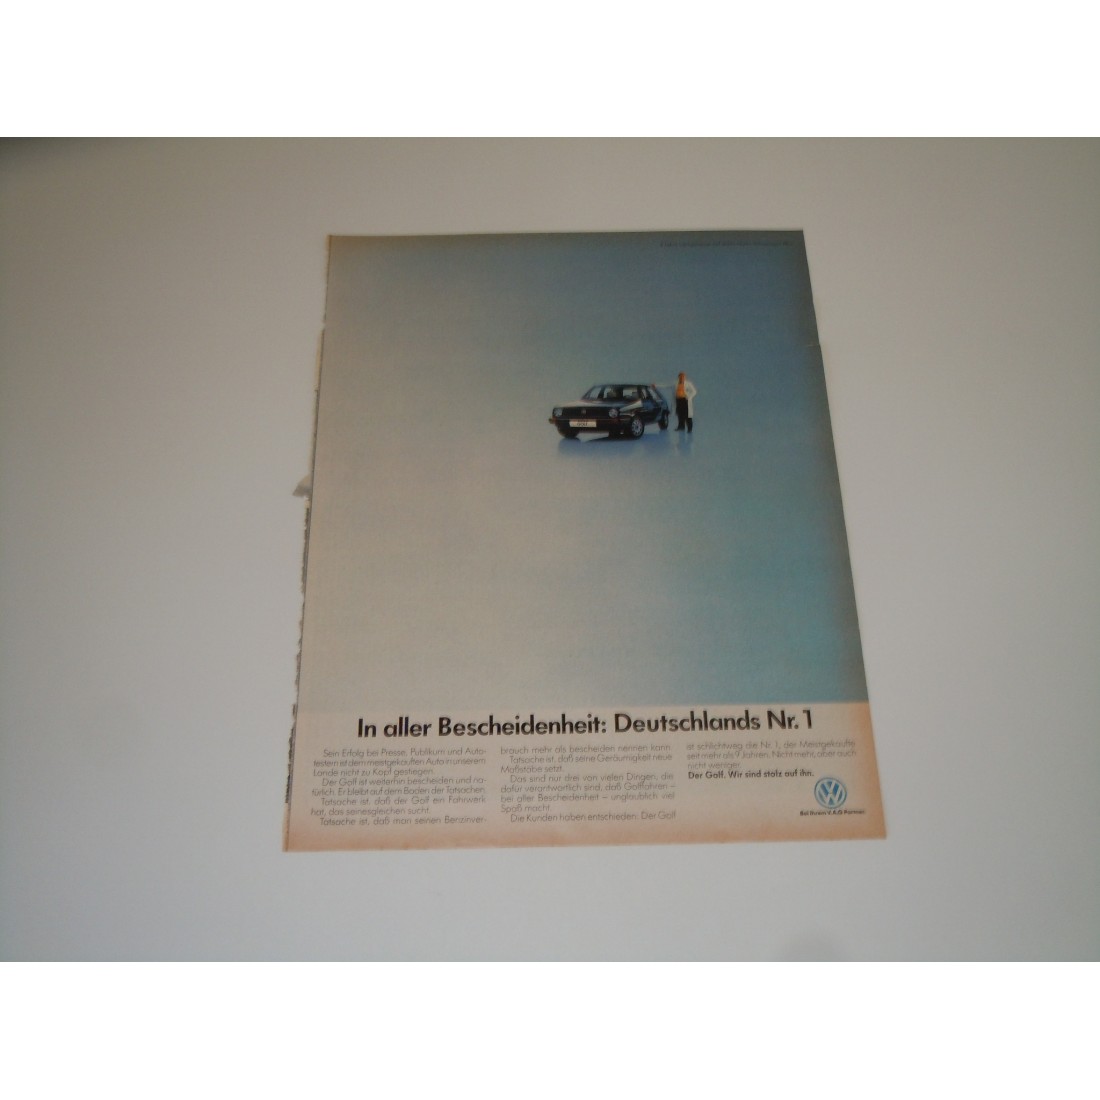 In aller Bescheidenheit: Deutschlands Nr. 1
Sein Erfolg bei Presse, Publikum und Auto-
testern ist dem meistgekauften Auto in unserem
Lande nicht zu Kopf gestiegen.
Der Golf ist weiterhin bescheiden und na-
türlich. Er bleibt auf dem Boden der Tatsachen.
Tatsache ist, daß der Golf ein Fahrwerk
hat, das seinesgleichen sucht.
Tatsache ist, daß man seinen Benzinver-
brauch mehr als bescheiden nennen kann.
Tatsache ist, daß seine Geräumigkeit neue
Maßstäbe setzt.
Das sind nur drei von vielen Dingen, die
dafür verantwortlich sind, daß Golffahren –
bei aller Bescheidenheit – unglaublich viel
Spaß macht.
Die Kunden haben entschieden: Der Golf
ist schlichtweg die Nr. 1, der Meistgekaufte
seit mehr als 9 Jahren. Nicht mehr, aber auch
nicht weniger.
Der Golf. Wir sind stolz auf ihn.
Bei Ihrem V.A.G Partner.